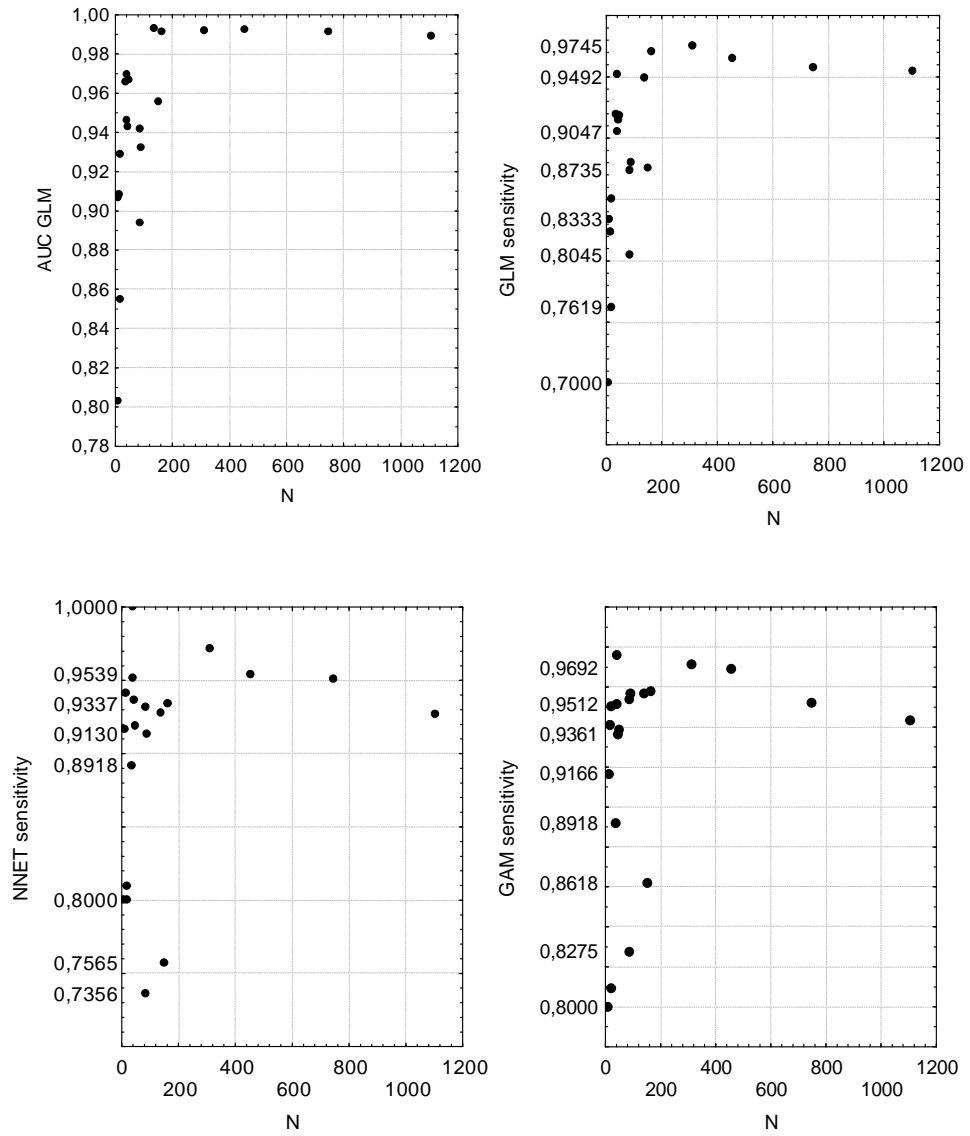 1,00
0,98
0,96
0,94
0,92
0,90
0,88
0,86
0,84
0,82
0,80
0,78
AUC GLM
0 200 400 600 800 1000 1200
N
0,9745
0,9492
0,9047
0,8735
0,8333
0,8045
0,7619
0,7000
GLM sensitivity
0 400 800 1200
200 600 1000
N
1,0000
0,9539
0,9337
0,9130
0,8918
0,8000
0,7565
0,7356
NNET sensitivity
0 400 800 1200
200 600 1000
N
0,9692
0,9512
0,9361
0,9166
0,8918
0,8618
0,8275
0,8000
GAM sensitivity
0 400 800 1200
200 600 1000
N